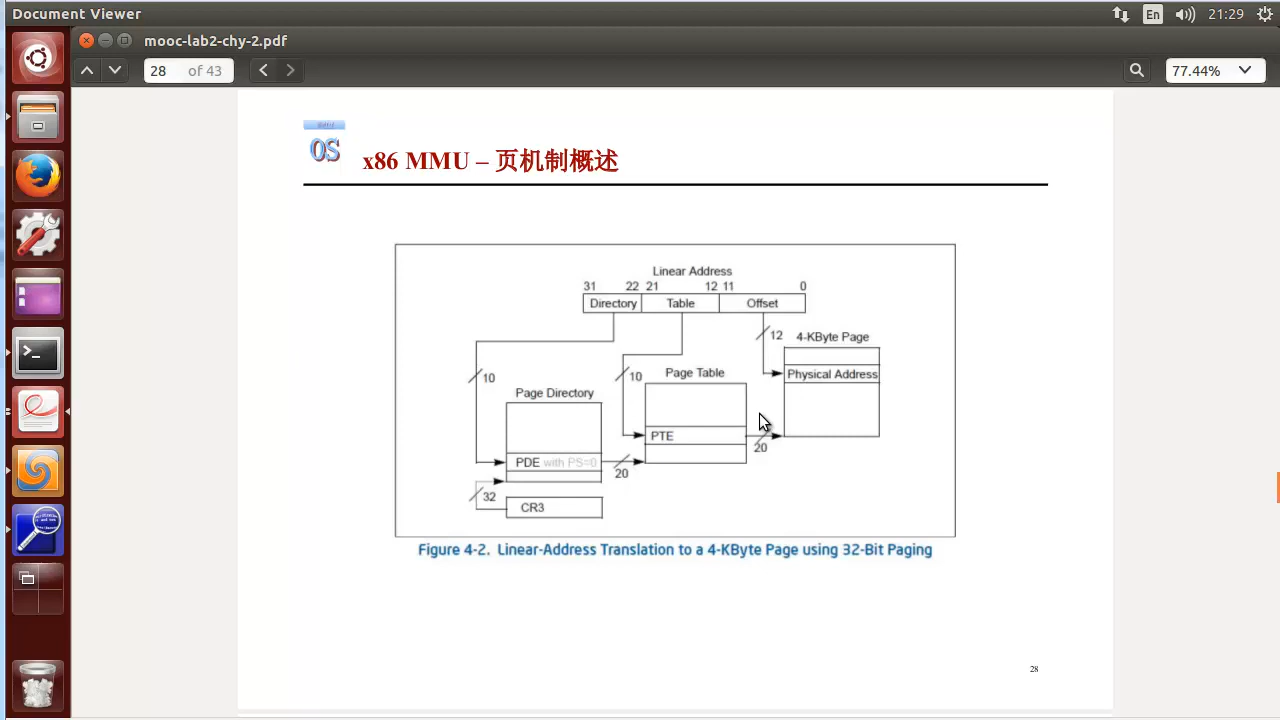 Document Viewer
En
21:29
mooc-lab2-chy-2.pdf
28 of 43
77.44%
OS
x86 MMU – 页机制概述
Linear Address
31 22 21 12 11 0
Directory Table Offset
12
4-KByte Page
10
10
Page Table
Physical Address
Page Directory
PTE
20
PDE with PS=0
20
32
CR3
Figure 4-2. Linear-Address Translation to a 4-KByte Page using 32-Bit Paging
28